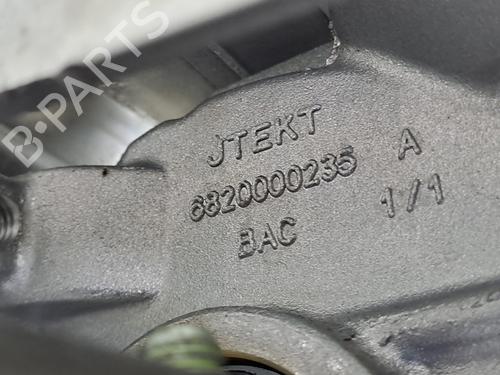 B-PARTS
JTEKT
6820000235 A
BAC 1/1